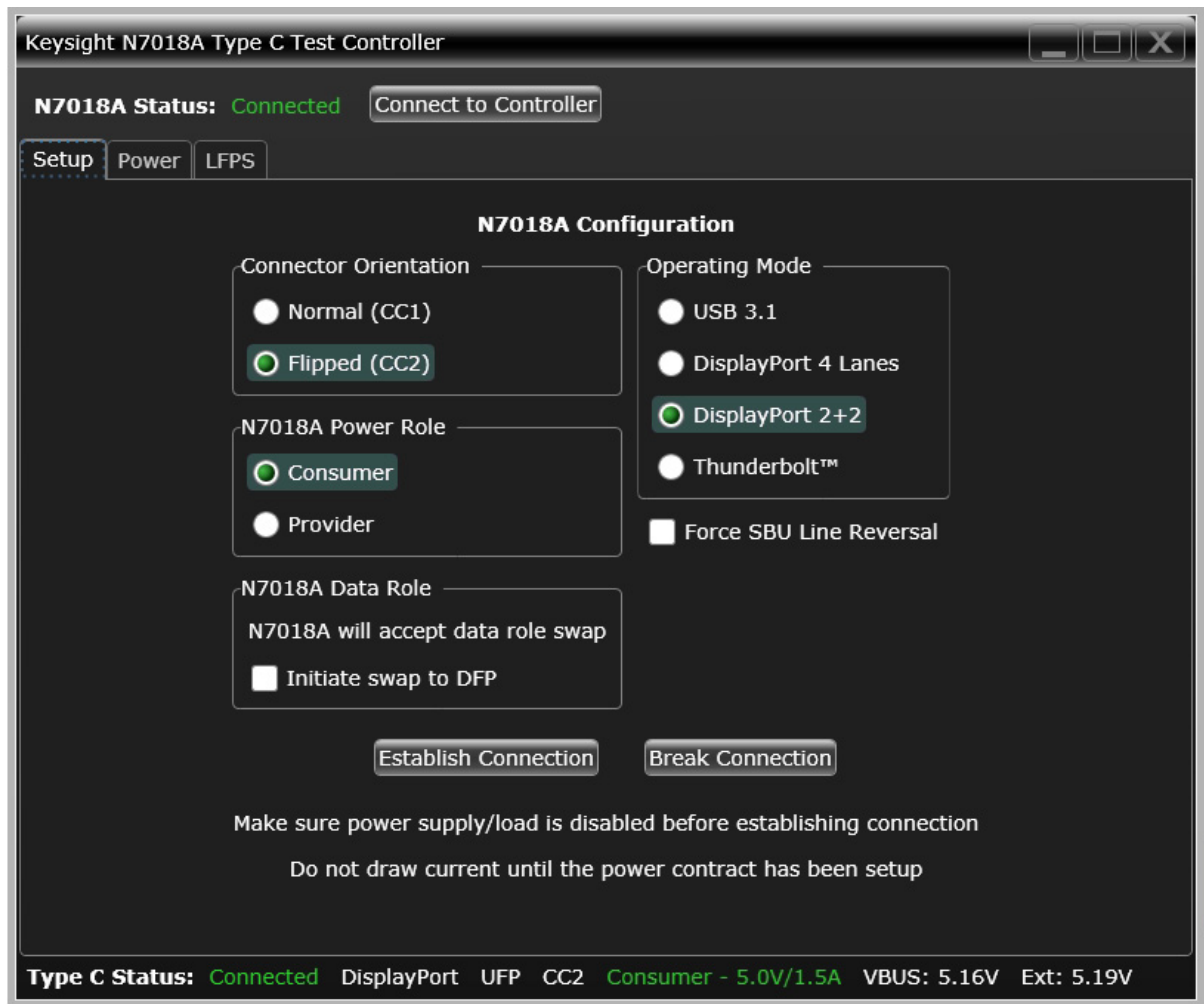 Keysight N7018A Type C Test Controller
N7018A Status: Connected Connect to Controller
Setup Power LFPS
N7018A Configuration
Connector Orientation
Normal (CC1)
Flipped (CC2)
N7018A Power Role
Consumer
Provider
N7018A Data Role
N7018A will accept data role swap
Initiate swap to DFP
Operating Mode
USB 3.1
DisplayPort 4 Lanes
DisplayPort 2+2
Thunderbolt™
Force SBU Line Reversal
Establish Connection Break Connection
Make sure power supply/load is disabled before establishing connection
Do not draw current until the power contract has been setup
Type C Status: Connected DisplayPort UFP CC2 Consumer - 5.0V/1.5A VBUS: 5.16V Ext: 5.19V